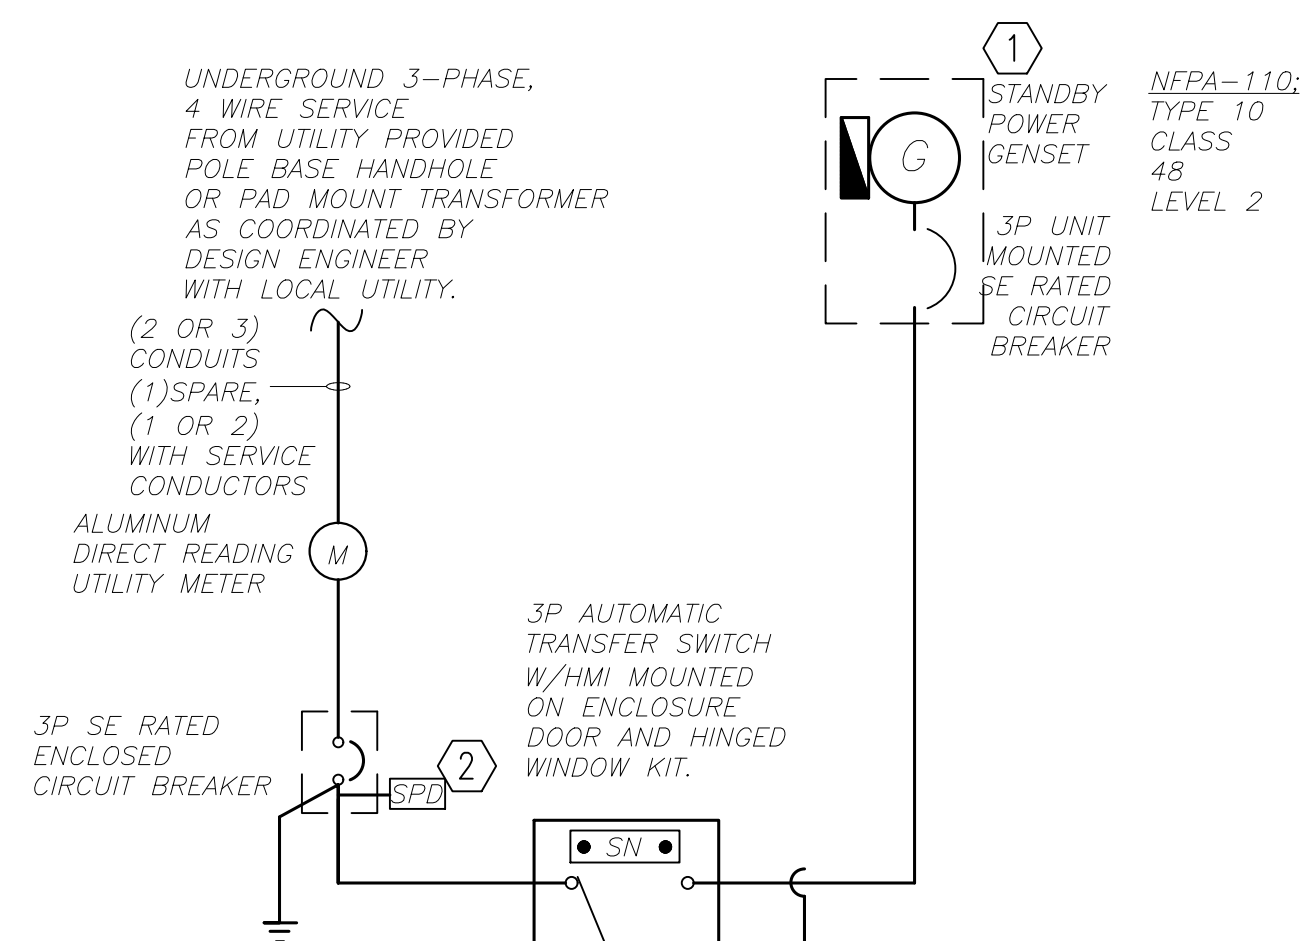 UNDERGROUND 3-PHASE,
4 WIRE SERVICE
FROM UTILITY PROVIDED
POLE BASE HANDHOLE
OR PAD MOUNT TRANSFORMER
AS COORDINATED BY
DESIGN ENGINEER
WITH LOCAL UTILITY.
(2 OR 3)
CONDUITS
(1)SPARE,
(1 OR 2)
WITH SERVICE
CONDUCTORS
ALUMINUM
DIRECT READING
UTILITY METER
M
3P SE RATED
ENCLOSED
CIRCUIT BREAKER
SPD
2
3P AUTOMATIC
TRANSFER SWITCH
W/HMI MOUNTED
ON ENCLOSURE
DOOR AND HINGED
WINDOW KIT.
SN
1
G
STANDBY
POWER
GENSET
3P UNIT
MOUNTED
SE RATED
CIRCUIT
BREAKER
NFPA-110;
TYPE 10
CLASS
48
LEVEL 2